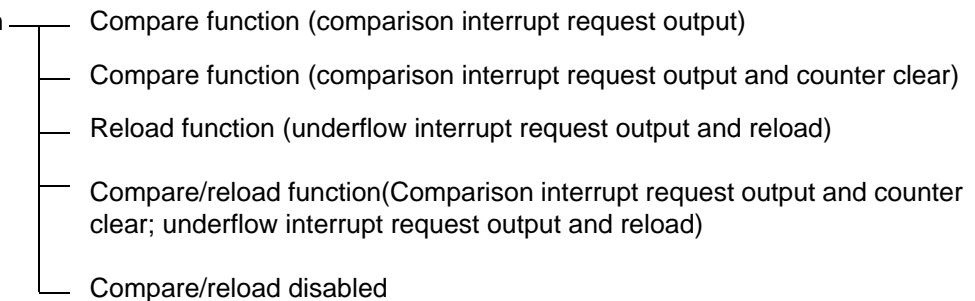 Compare function (comparison interrupt request output)
Compare function (comparison interrupt request output and counter clear)
Reload function (underflow interrupt request output and reload)
Compare/reload function(Comparison interrupt request output and counter
clear; underflow interrupt request output and reload)
Compare/reload disabled